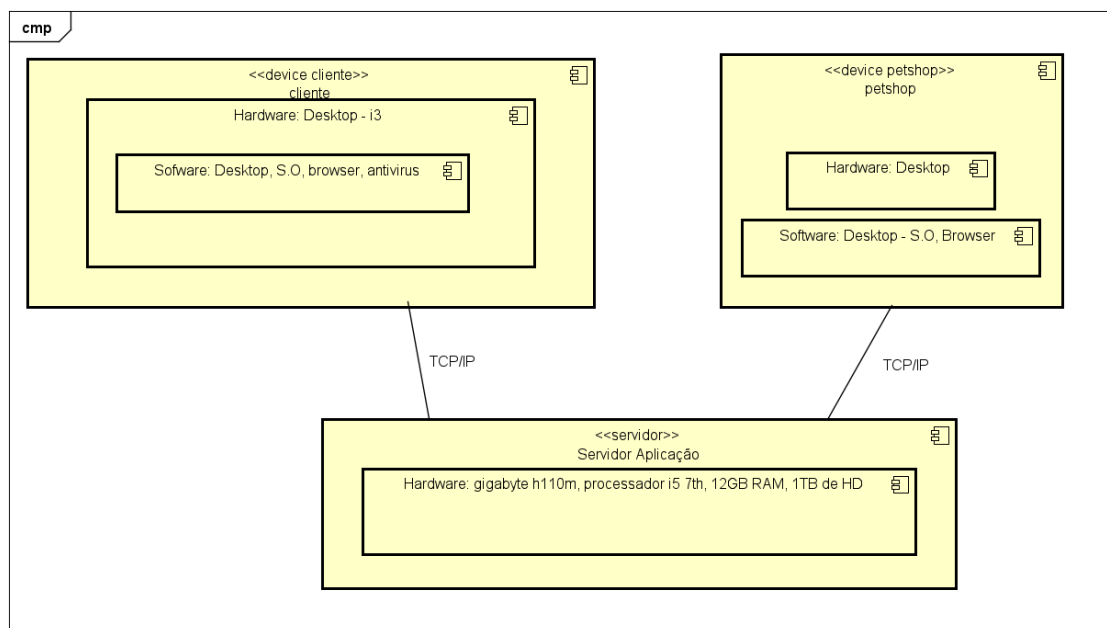 cmp
<<device cliente>>
cliente
Hardware: Desktop - i3
Sofware: Desktop, S.O, browser, antivirus
<<device petshop>>
petshop
Hardware: Desktop
Software: Desktop - S.O, Browser
TCP/IP
TCP/IP
<<servidor>>
Servidor Aplicação
Hardware: gigabyte h110m, processador i5 7th, 12GB RAM, 1TB de HD